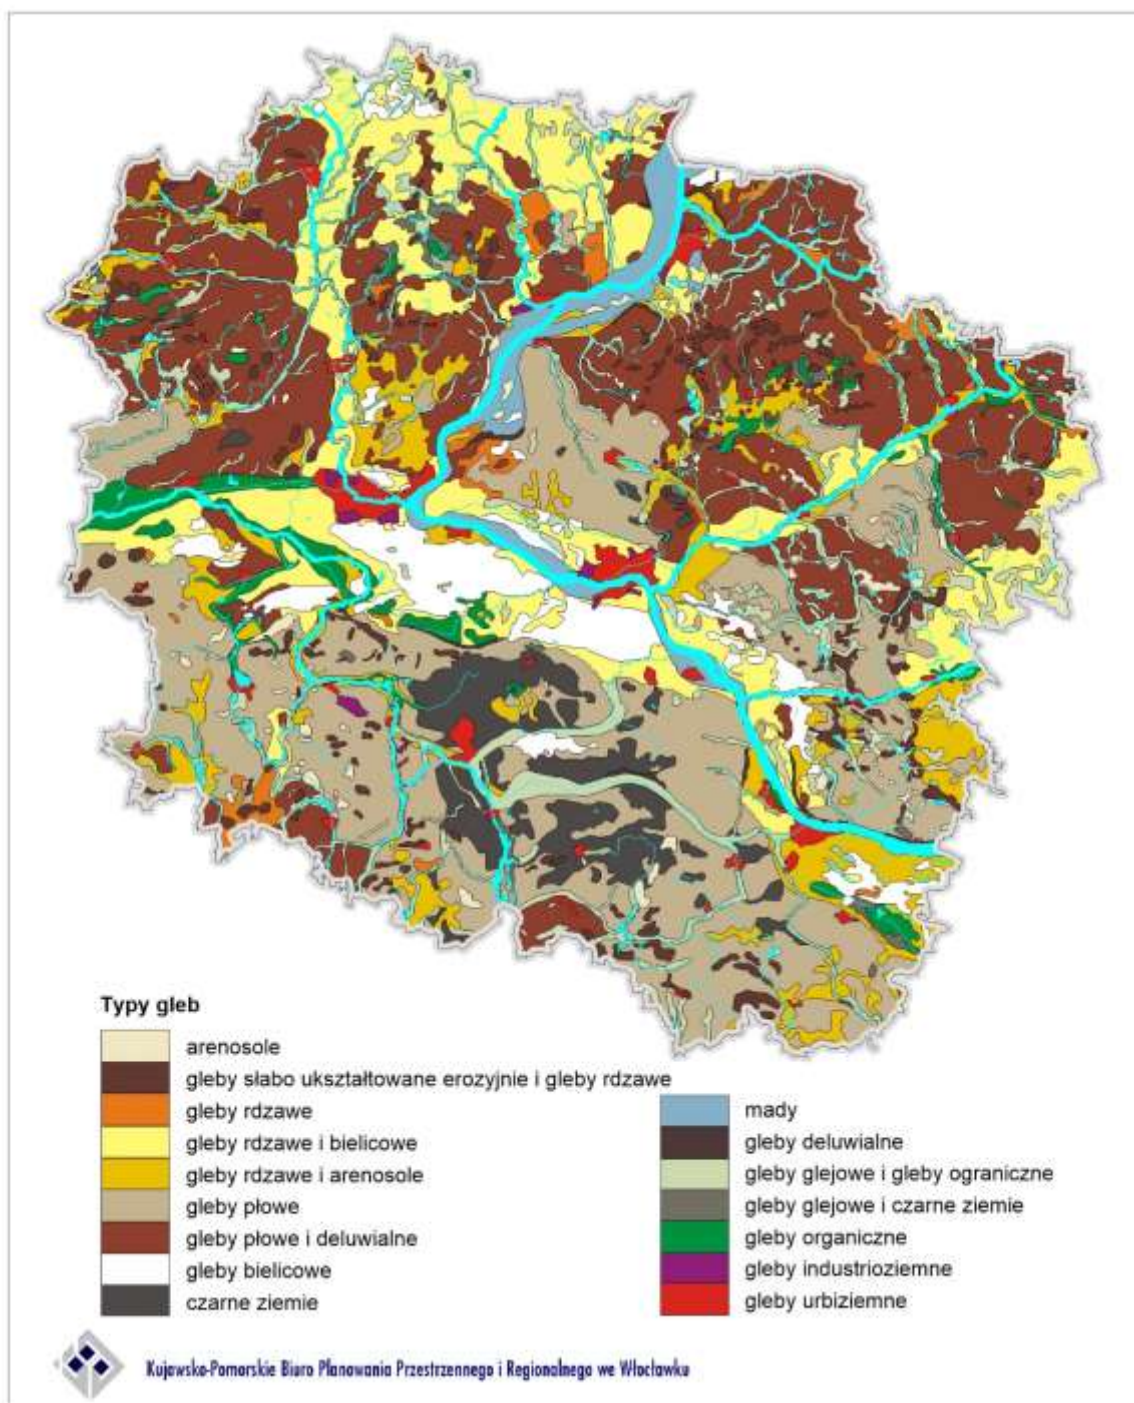 Typy gleb
arenosole
gleby słabo ukształtowane erozyjnie i gleby rdzawe
gleby rdzawe
gleby rdzawe i bielicowe
gleby rdzawe i arenosole
gleby płowe
gleby płowe i deluwialne
gleby bielicowe
czarne ziemie
mady
gleby deluwialne
gleby glejowe i gleby ograniczne
gleby glejowe i czarne ziemie
gleby organiczne
gleby industrioziemne
gleby urbiziemne
Kujawsko-Pomorskie Biuro Planowania Przestrzennego i Regionalnego we Włocławku